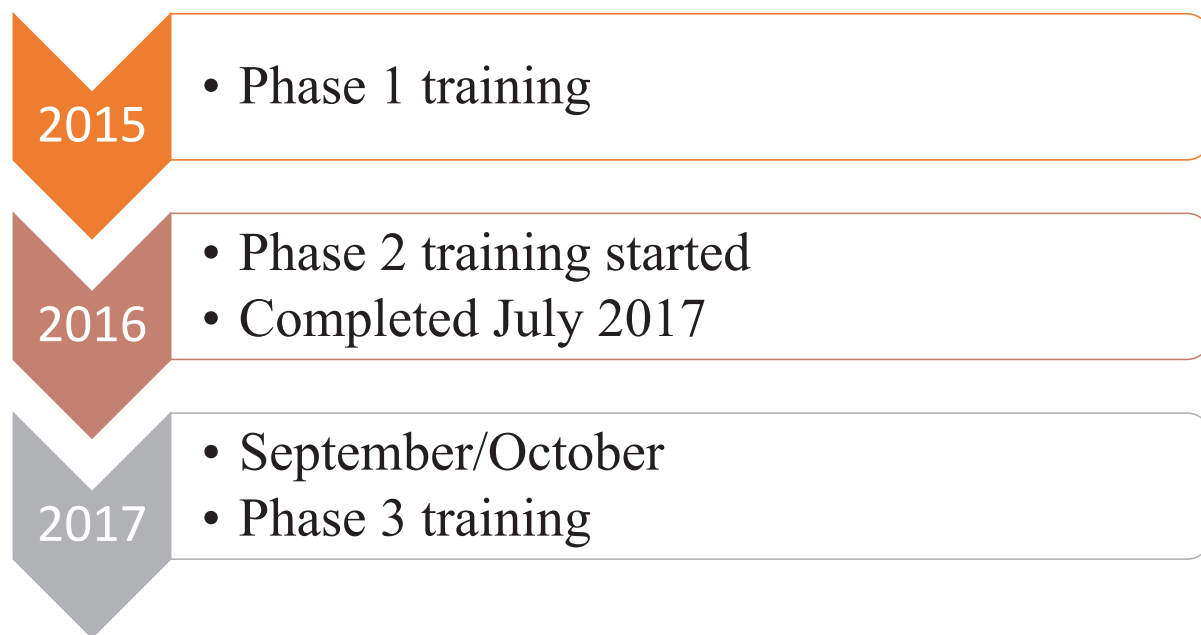 2015
• Phase 1 training
2016
• Phase 2 training started
• Completed July 2017
2017
• September/October
• Phase 3 training